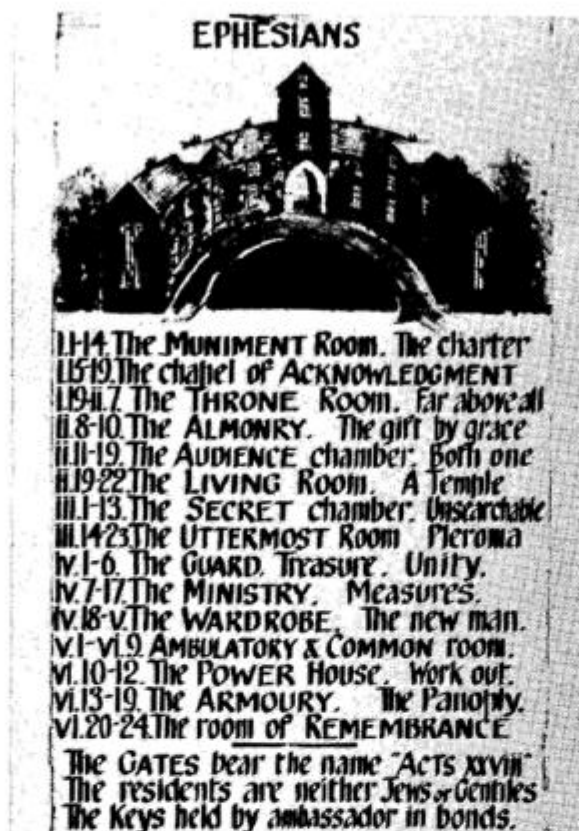 EPHESIANS
i.1-14. The MUNIMENT Room. The charter
i.15-19. The chapel of ACKNOWLEDGMENT
i.19-ii.7. The THRONE Room. Far above all
ii.8-10. The ALMONRY. The gift by grace
ii.11-19. The AUDIENCE chamber. Both one
ii.19-22 The LIVING Room. A Temple
iii.1-13. The SECRET chamber. Unsearchable
iii.14-23. The UTTERMOST Room Pleroma
iv.1-6. The GUARD. Treasure. Unity.
iv.7-17. The MINISTRY. Measures.
iv.18-v. The WARDROBE. The new man.
v.1-vi.9. AMBULATORY & COMMON room.
vi.10-12. The POWER House. Work out.
vi.13-19. The ARMOURY. The Panoply.
vi.20-24. The room of REMEMBRANCE
The GATES bear the name "ACTS xxviii"
The residents are neither Jews or Gentiles
The Keys held by ambassador in bonds.